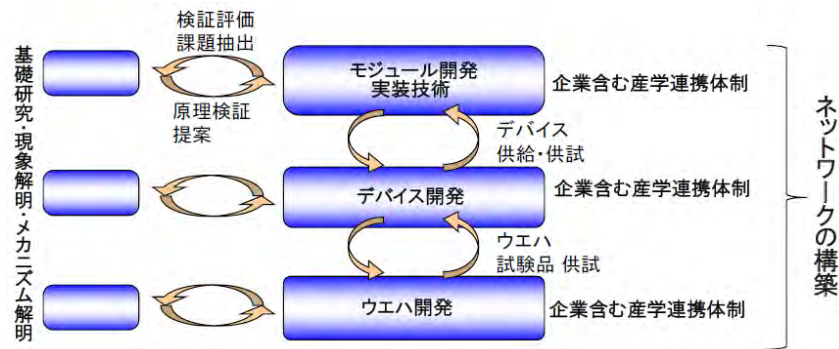 検証評価
課題抽出
基礎研究・現象解明・メカニズム解明
原理検証
提案
モジュール開発
実装技術
企業含む産学連携体制
デバイス
供給・供試
デバイス開発
企業含む産学連携体制
ウエハ
試験品 供試
ウエハ開発
企業含む産学連携体制
ネットワークの構築